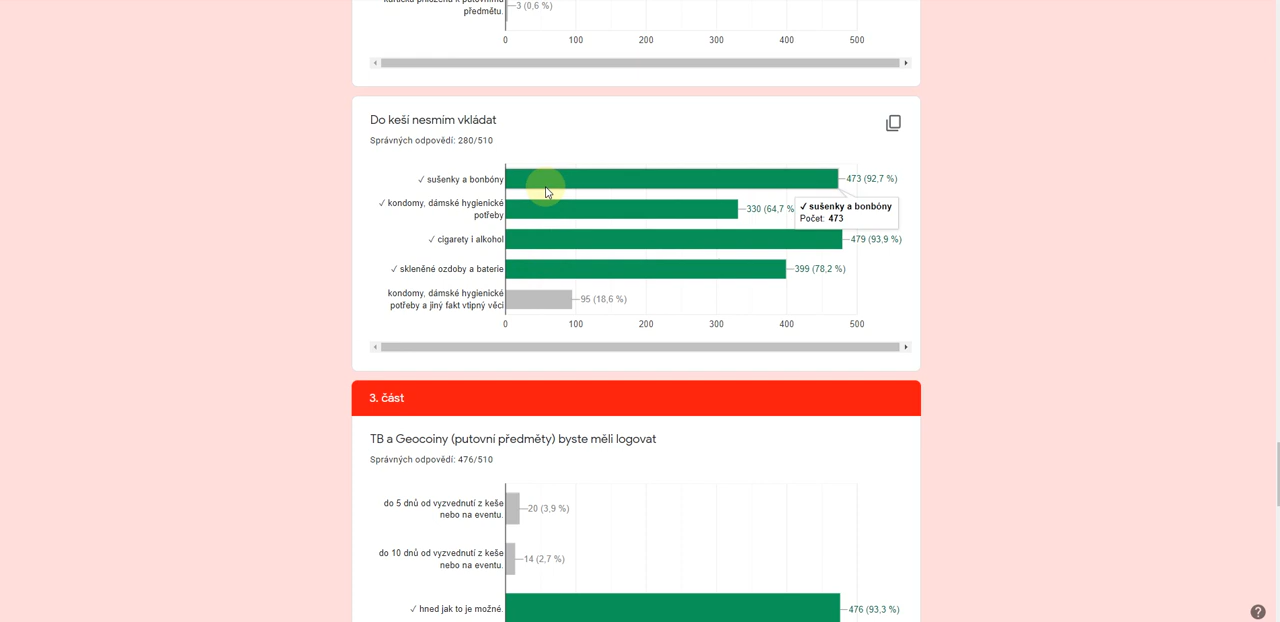 předmětu.
3 (0,6 %)
0 100 200 300 400 500
Do keší nesmím vkládat
Správných odpovědí: 280/510
✓ sušenky a bonbóny
473 (92,7 %)
✓ kondomy, dámské hygienické
potřeby
330 (64,7 %
✓ sušenky a bonbóny
Počet: 473
✓ cigarety i alkohol
479 (93,9 %)
✓ skleněné ozdoby a baterie
399 (78,2 %)
kondomy, dámské hygienické
potřeby a jiný fakt vtipný věci
95 (18,6 %)
0 100 200 300 400 500
3. část
TB a Geocoiny (putovní předměty) byste měli logovat
Správných odpovědí: 476/510
do 5 dnů od vyzvednutí z keše
nebo na eventu.
20 (3,9 %)
do 10 dnů od vyzvednutí z keše
nebo na eventu.
14 (2,7 %)
✓ hned jak to je možné.
476 (93,3 %)